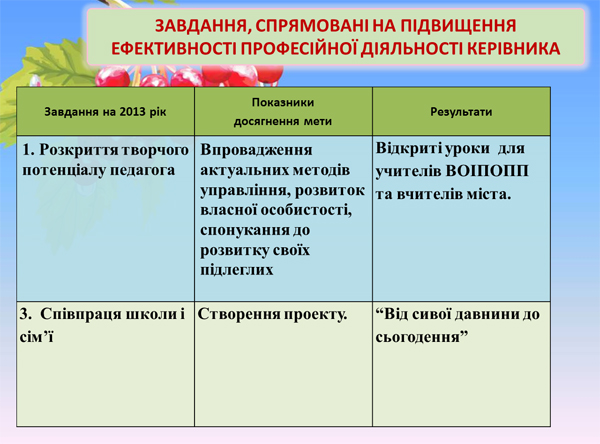 ЗАВДАННЯ, СПРЯМОВАНІ НА ПІДВИЩЕННЯ
ЕФЕКТИВНОСТІ ПРОФЕСІЙНОЇ ДІЯЛЬНОСТІ КЕРІВНИКА
Завдання на 2013 рік
Показники
досягнення мети
Результати
1. Розкриття творчого
потенціалу педагога
Впровадження
актуальних методів
управління, розвиток
власної особистості,
спонукання до
розвитку своїх
підлеглих
Відкриті уроки для
учителів ВОІПОПП
та вчителів міста.
3. Співпраця школи і
сім’ї
Створення проекту.
“Від сивої давнини до
сьогодення”